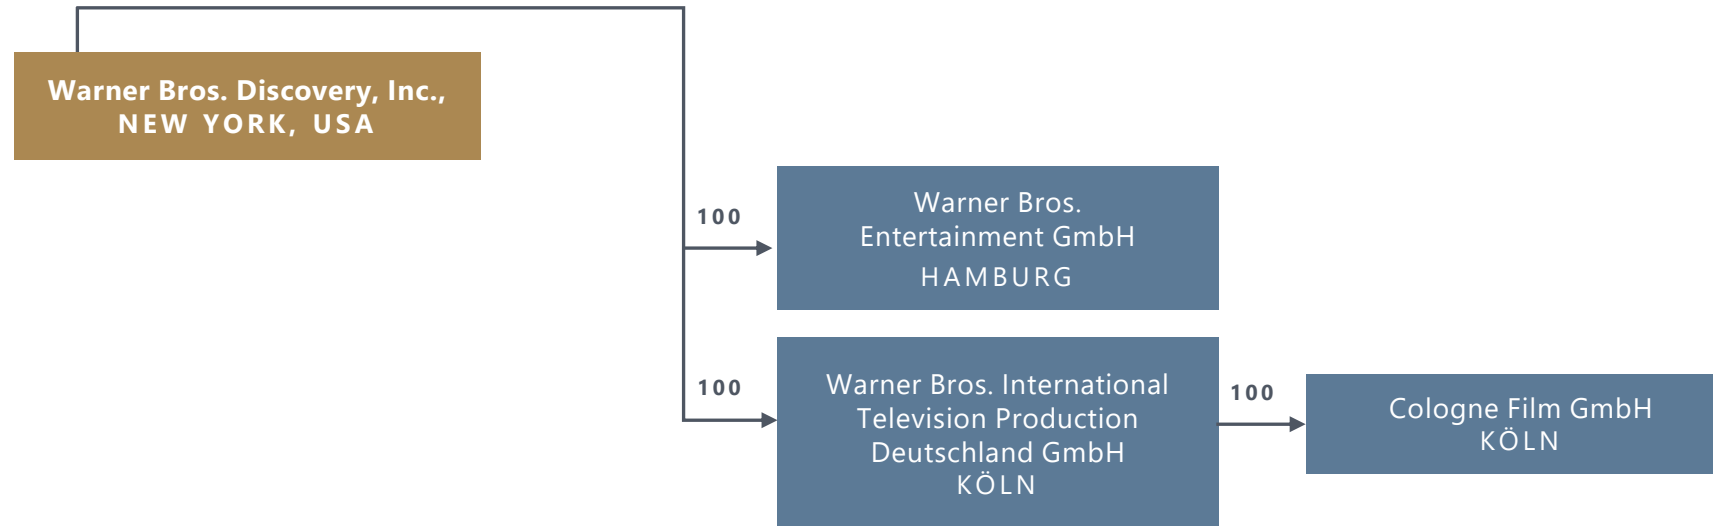 Warner Bros. Discovery, Inc.,
NEW YORK, USA
100
Warner Bros.
Entertainment GmbH
HAMBURG
100
Warner Bros. International
Television Production
Deutschland GmbH
KÖLN
100
Cologne Film GmbH
KÖLN